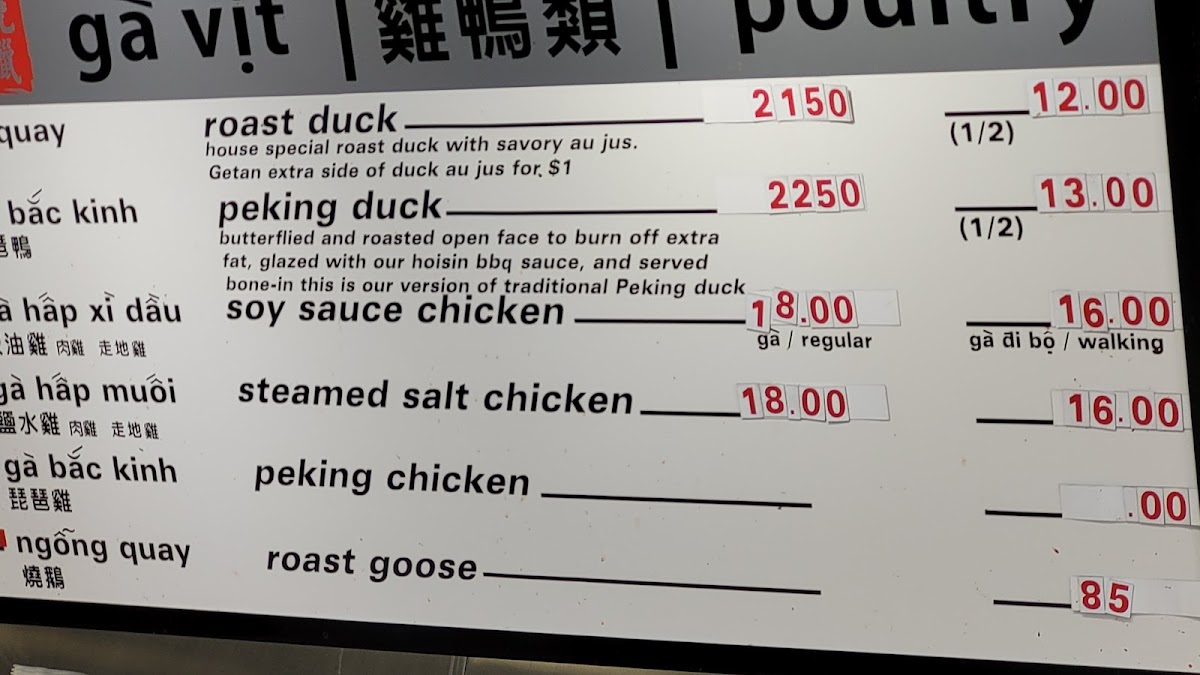 gà vịt | 雞鴨類 | poultry
quay roast duck 2150 12.00
house special roast duck with savory au jus. (1/2)
Getan extra side of duck au jus for. $1
bắc kinh peking duck 2250 13.00
鴨 butterflied and roasted open face to burn off extra (1/2)
fat, glazed with our hoisin bbq sauce, and served
bone-in this is our version of traditional Peking duck
hấp xì dầu soy sauce chicken 18.00 16.00
油雞 肉雞 走地雞 gà / regular gà đi bộ / walking
gà hấp muối steamed salt chicken 18.00 16.00
鹽水雞 肉雞 走地雞
gà bắc kinh peking chicken .00
琵琶雞
ngỗng quay roast goose 85
燒鵝